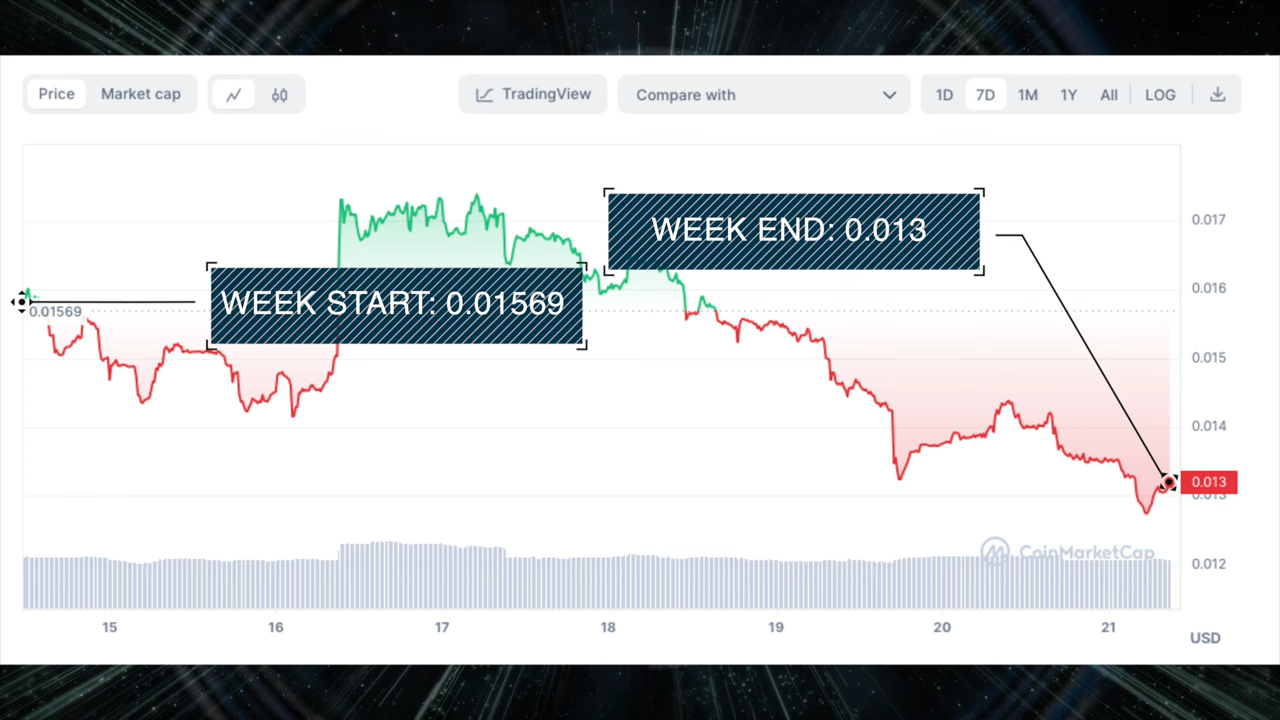 Price Market cap TradingView Compare with 1D 7D 1M 1Y All LOG
0.017
WEEK END: 0.013
0.016
WEEK START: 0.01569
0.01569
0.015
0.014
0.013
0.013
CoinMarketCap
0.012
15 16 17 18 19 20 21
USD